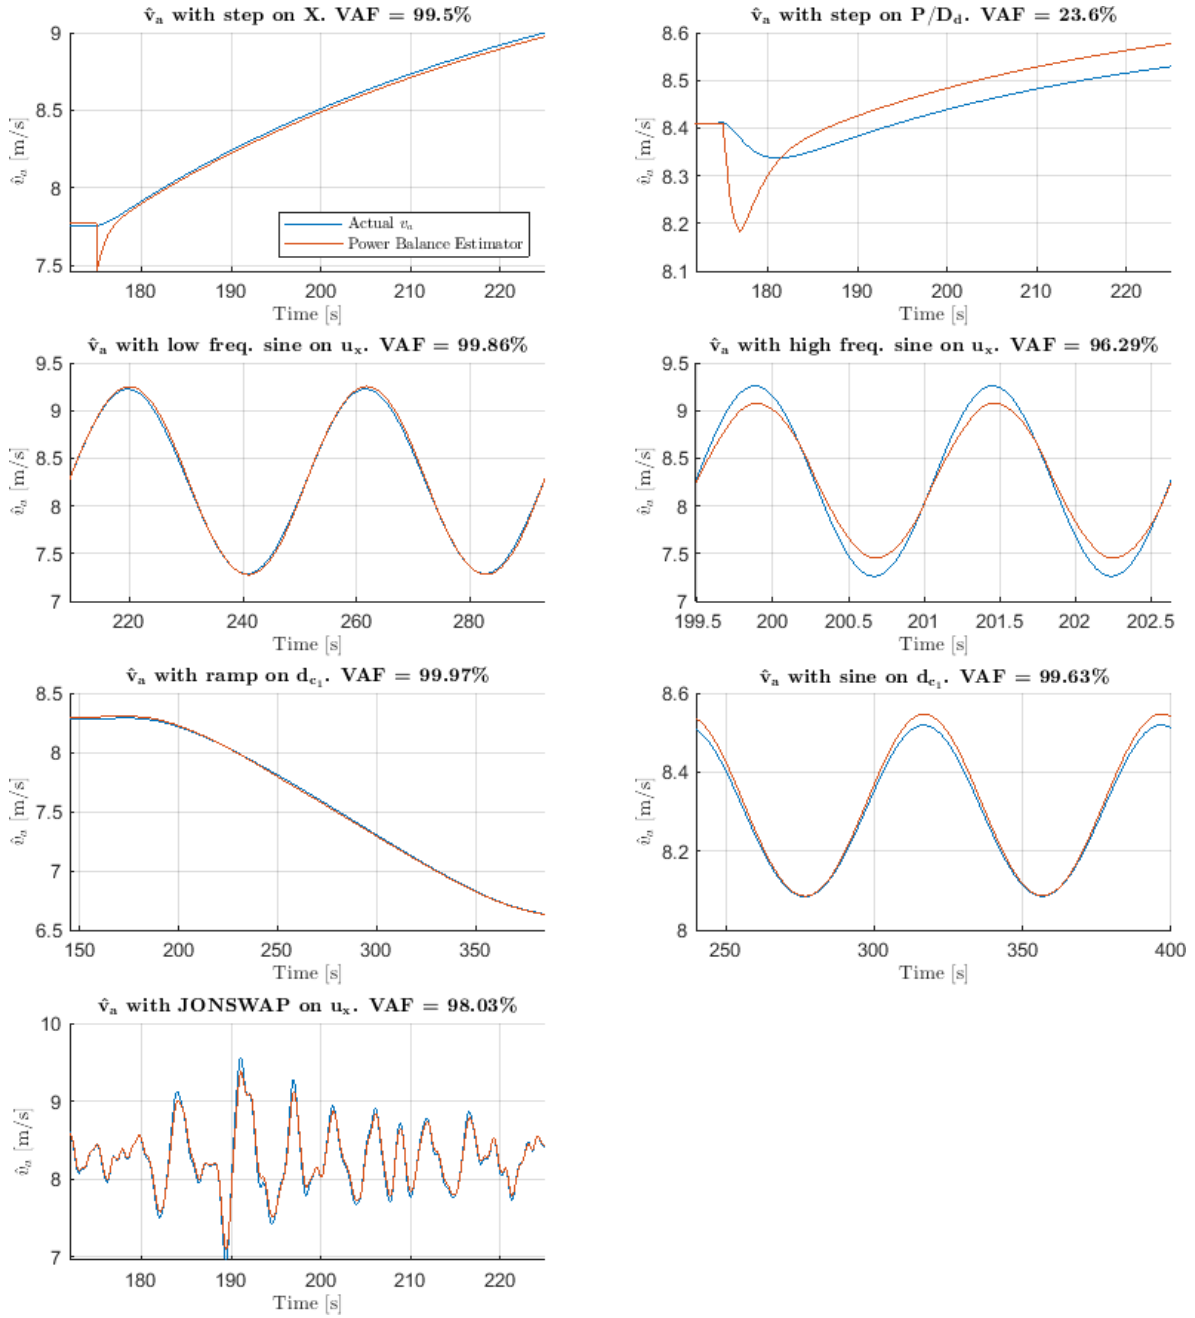 v̂ₐ with step on X. VAF = 99.5%
9
8.5
8
7.5
v̂ₐ [m/s]
Actual vₐ
Power Balance Estimator
180 190 200 210 220
Time [s]
v̂ₐ with step on P/D_d. VAF = 23.6%
8.6
8.5
8.4
8.3
8.2
8.1
v̂ₐ [m/s]
180 190 200 210 220
Time [s]
v̂ₐ with low freq. sine on uₓ. VAF = 99.86%
9.5
9
8.5
8
7.5
7
v̂ₐ [m/s]
220 240 260 280
Time [s]
v̂ₐ with high freq. sine on uₓ. VAF = 96.29%
9.5
9
8.5
8
7.5
7
v̂ₐ [m/s]
199.5 200 200.5 201 201.5 202 202.5
Time [s]
v̂ₐ with ramp on d_c₁. VAF = 99.97%
8.5
8
7.5
7
6.5
v̂ₐ [m/s]
150 200 250 300 350
Time [s]
v̂ₐ with sine on d_c₁. VAF = 99.63%
8.6
8.4
8.2
8
v̂ₐ [m/s]
250 300 350 400
Time [s]
v̂ₐ with JONSWAP on uₓ. VAF = 98.03%
10
9
8
7
v̂ₐ [m/s]
180 190 200 210 220
Time [s]